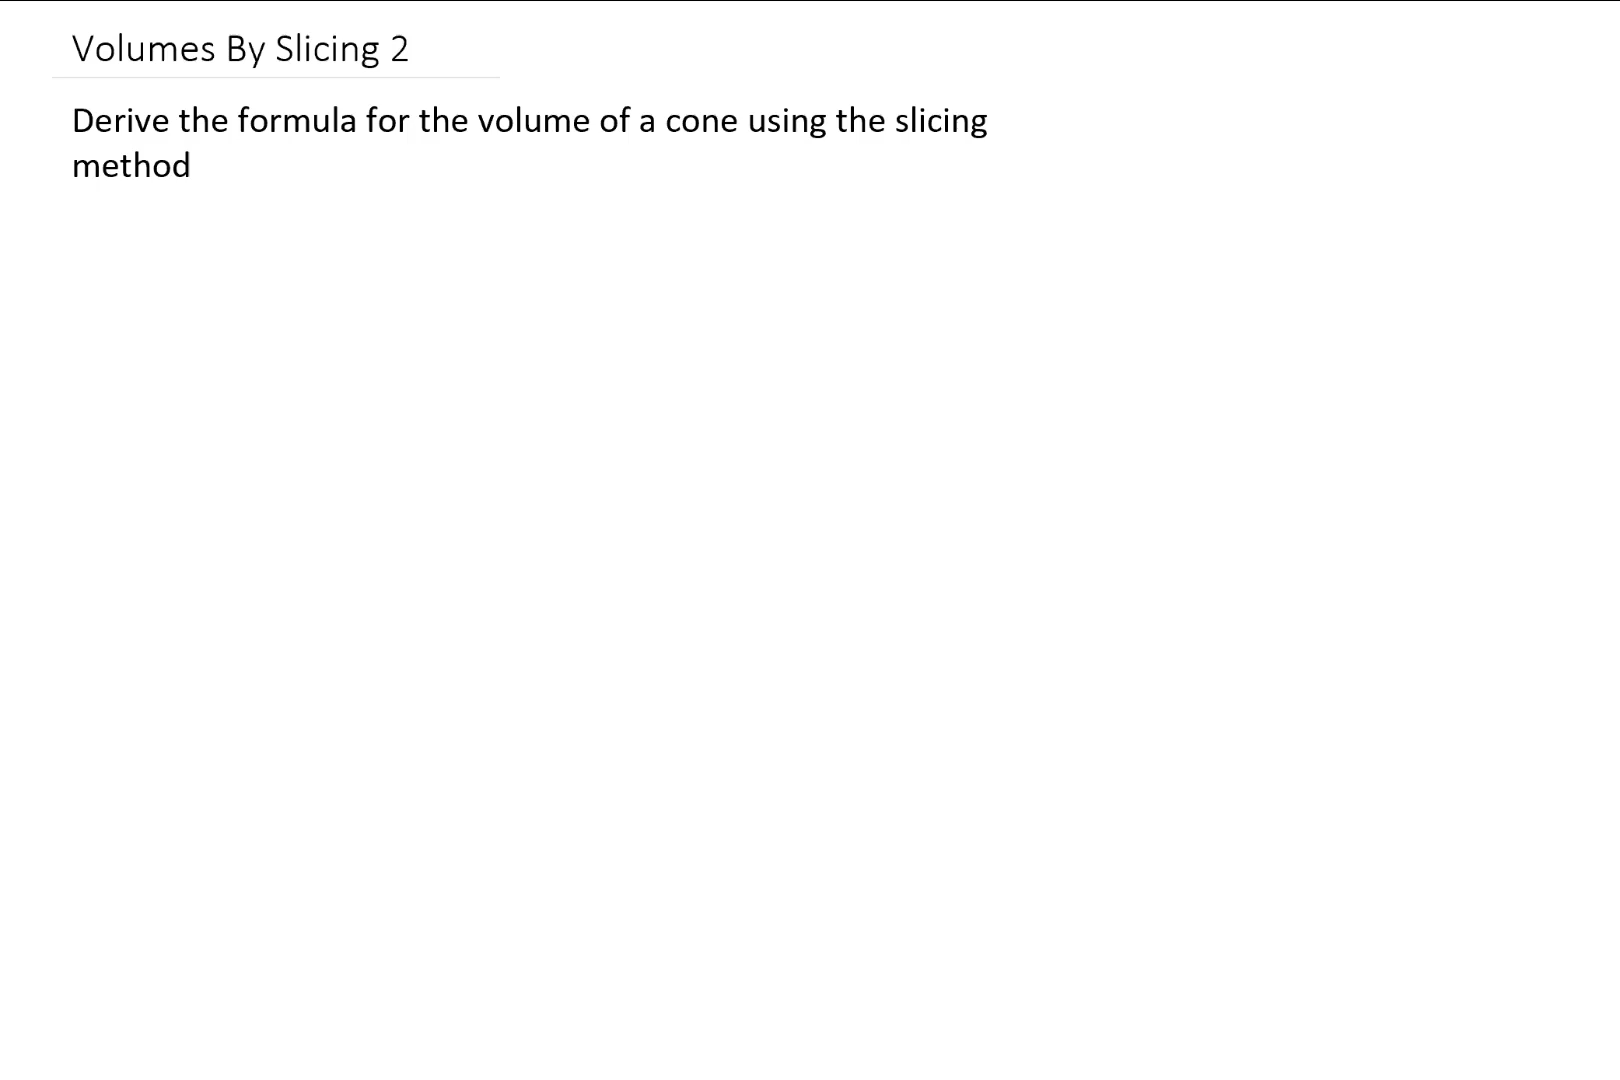 Volumes By Slicing 2
Derive the formula for the volume of a cone using the slicing
method